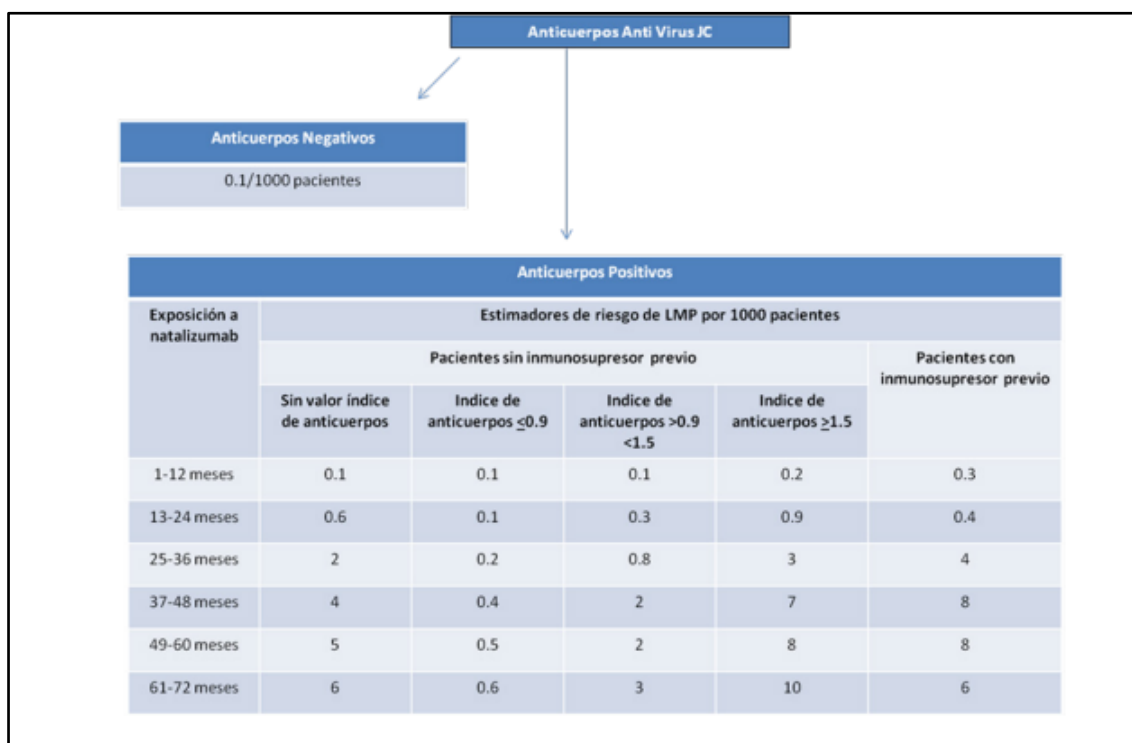 Anticuerpos Anti Virus JC
Anticuerpos Negativos
0.1/1000 pacientes
Anticuerpos Positivos
Exposición a
natalizumab
Estimadores de riesgo de LMP por 1000 pacientes
Pacientes sin inmunosupresor previo
Pacientes con
inmunosupresor previo
Sin valor índice
de anticuerpos
Indice de
anticuerpos ≤0.9
Indice de
anticuerpos >0.9
<1.5
Indice de
anticuerpos ≥1.5
1-12 meses 0.1 0.1 0.1 0.2 0.3
13-24 meses 0.6 0.1 0.3 0.9 0.4
25-36 meses 2 0.2 0.8 3 4
37-48 meses 4 0.4 2 7 8
49-60 meses 5 0.5 2 8 8
61-72 meses 6 0.6 3 10 6